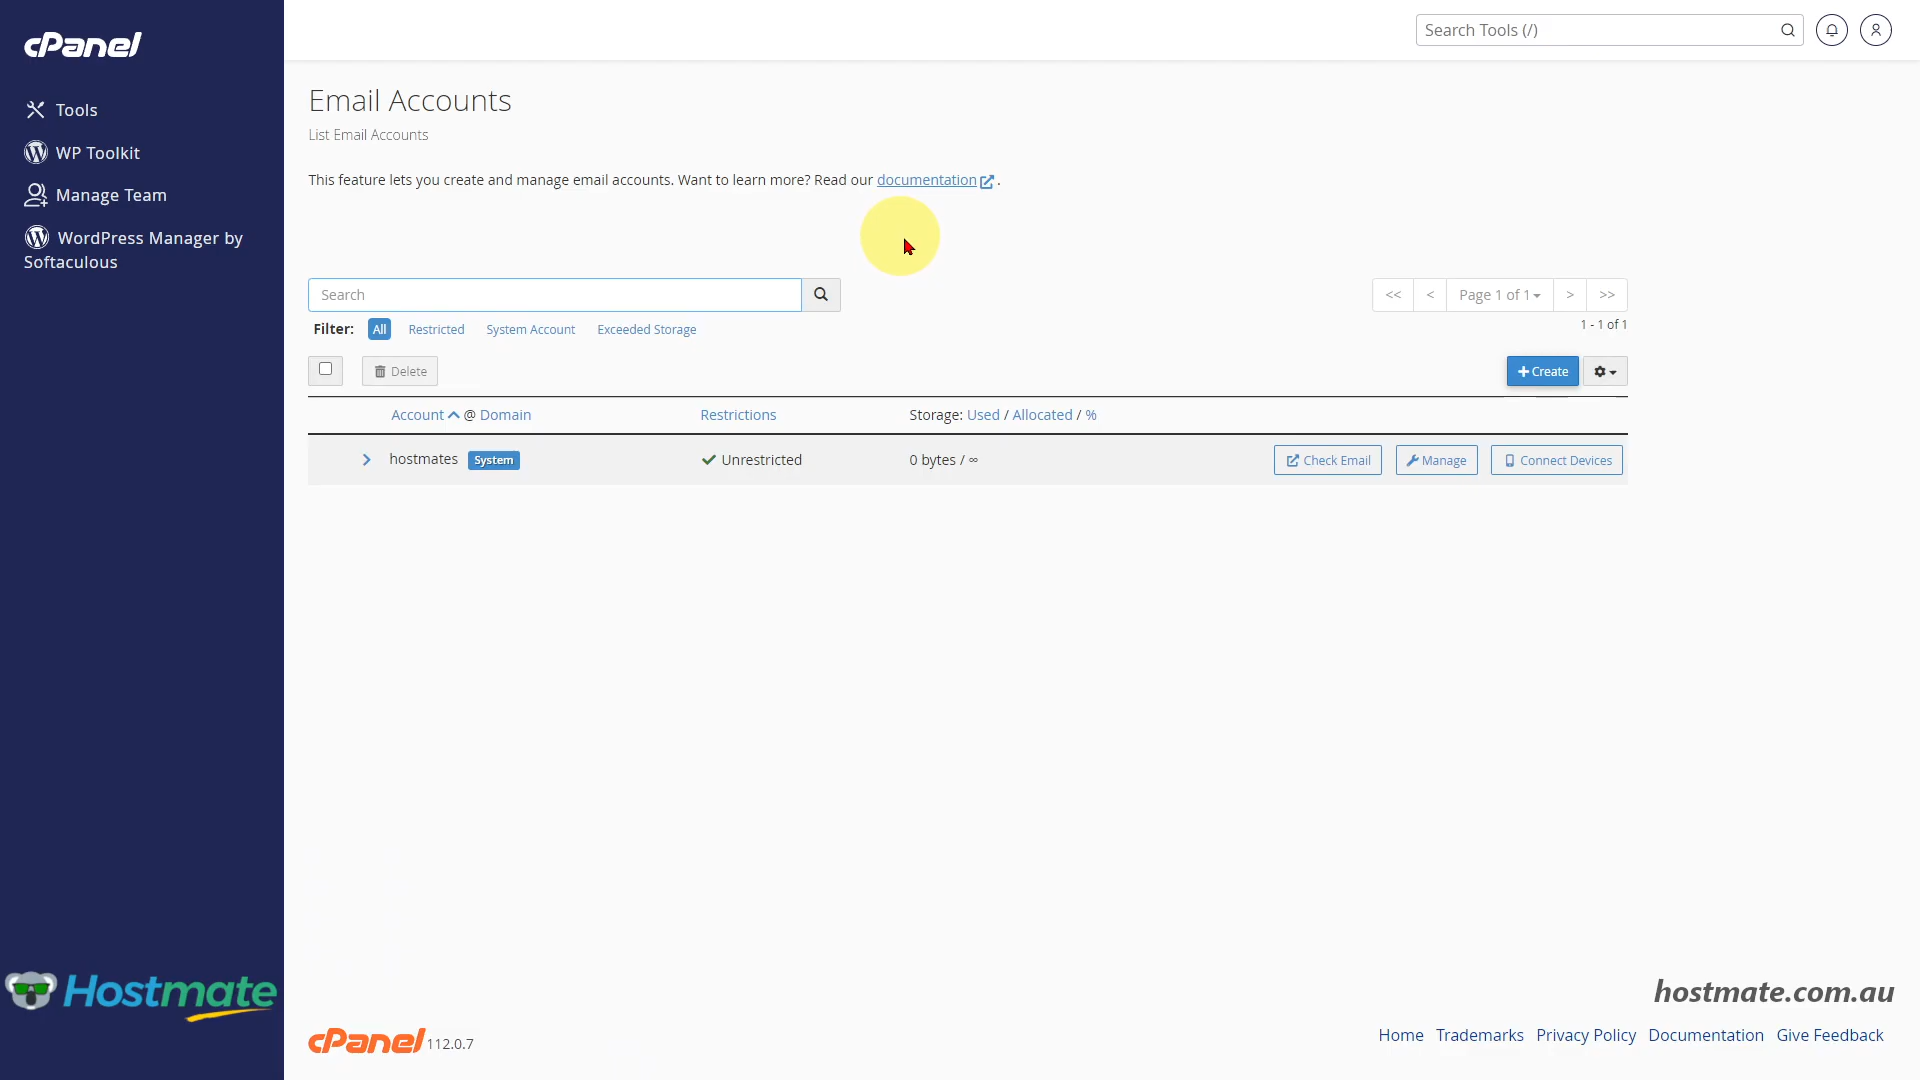 cPanel
Search Tools (/)
Tools
WP Toolkit
Manage Team
WordPress Manager by
Softaculous
Email Accounts
List Email Accounts
This feature lets you create and manage email accounts. Want to learn more? Read our documentation .
Search
<< < Page 1 of 1 > >>
Filter: All Restricted System Account Exceeded Storage
1 - 1 of 1
Delete
+ Create
Account @ Domain Restrictions Storage: Used / Allocated / %
hostmates System Unrestricted 0 bytes / ∞ Check Email Manage Connect Devices
Hostmate
hostmate.com.au
cPanel 112.0.7
Home Trademarks Privacy Policy Documentation Give Feedback